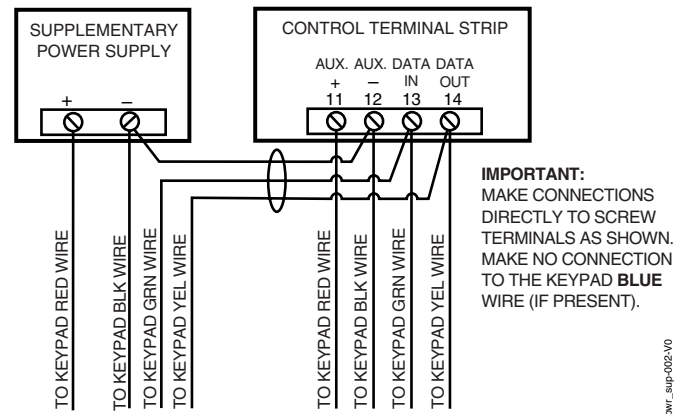 SUPPLEMENTARY
POWER SUPPLY
+ –
CONTROL TERMINAL STRIP
AUX. AUX. DATA DATA
+ – IN OUT
11 12 13 14
TO KEYPAD RED WIRE
TO KEYPAD BLK WIRE
TO KEYPAD GRN WIRE
TO KEYPAD YEL WIRE
TO KEYPAD RED WIRE
TO KEYPAD BLK WIRE
TO KEYPAD GRN WIRE
TO KEYPAD YEL WIRE
IMPORTANT:
MAKE CONNECTIONS
DIRECTLY TO SCREW
TERMINALS AS SHOWN.
MAKE NO CONNECTION
TO THE KEYPAD BLUE
WIRE (IF PRESENT).
pwr_sup-002-V0